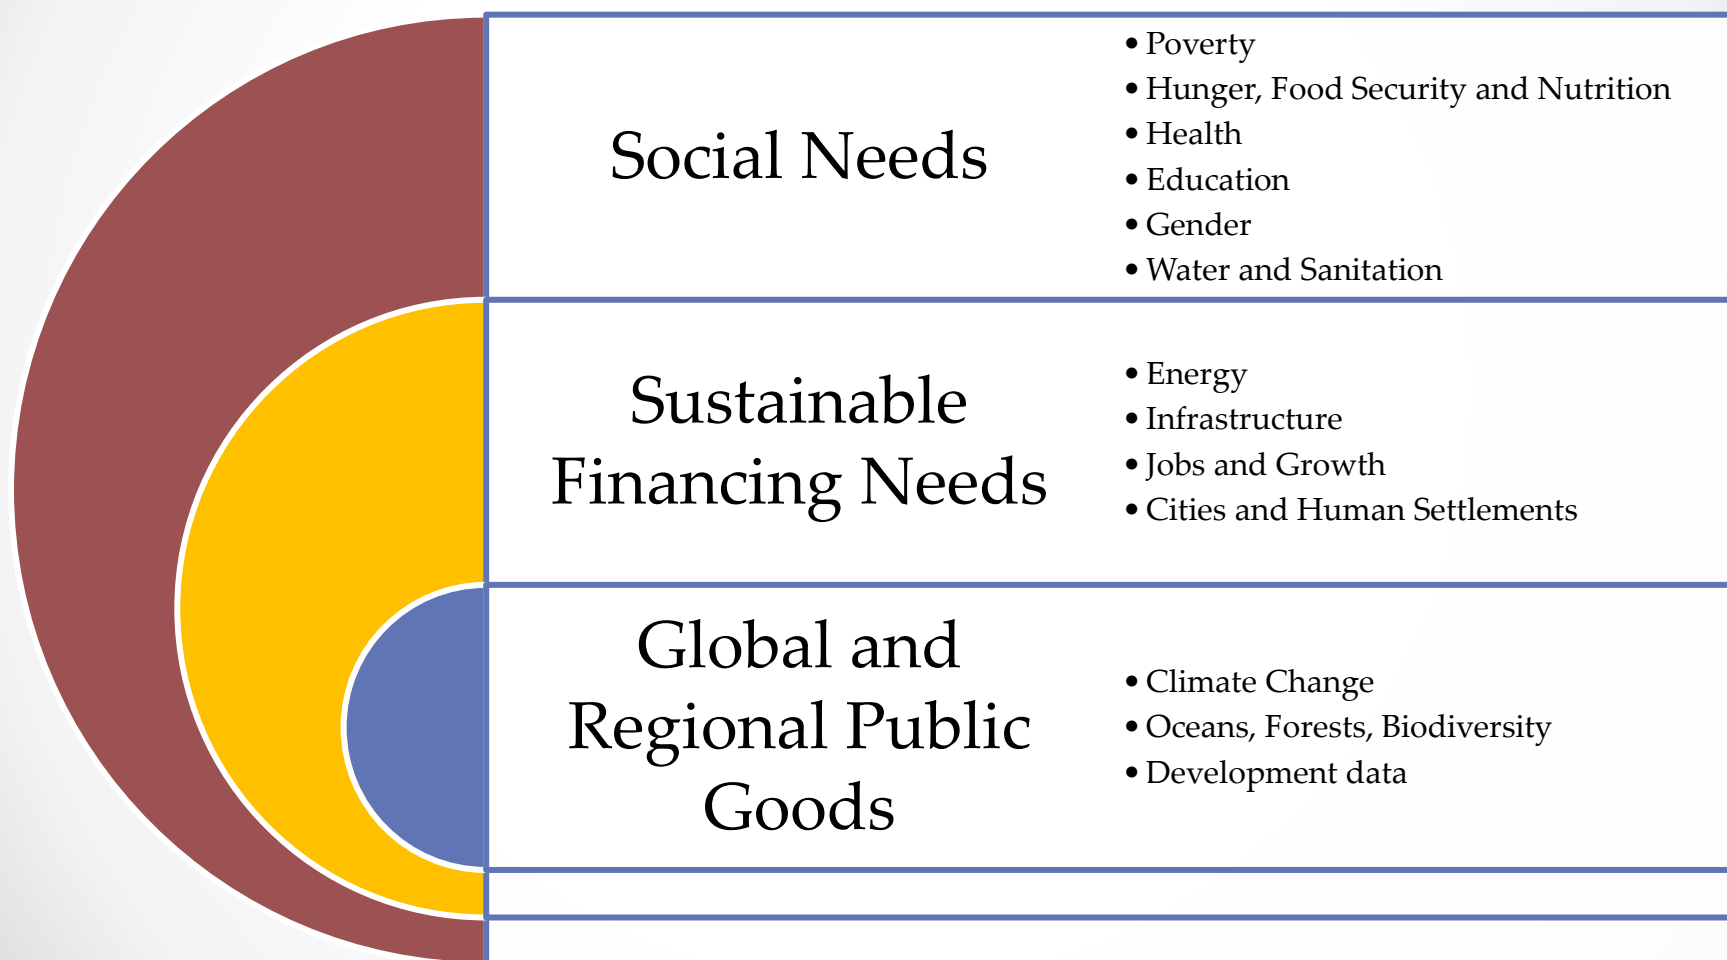 Social Needs
• Poverty
• Hunger, Food Security and Nutrition
• Health
• Education
• Gender
• Water and Sanitation
Sustainable
Financing Needs
• Energy
• Infrastructure
• Jobs and Growth
• Cities and Human Settlements
Global and
Regional Public
Goods
• Climate Change
• Oceans, Forests, Biodiversity
• Development data